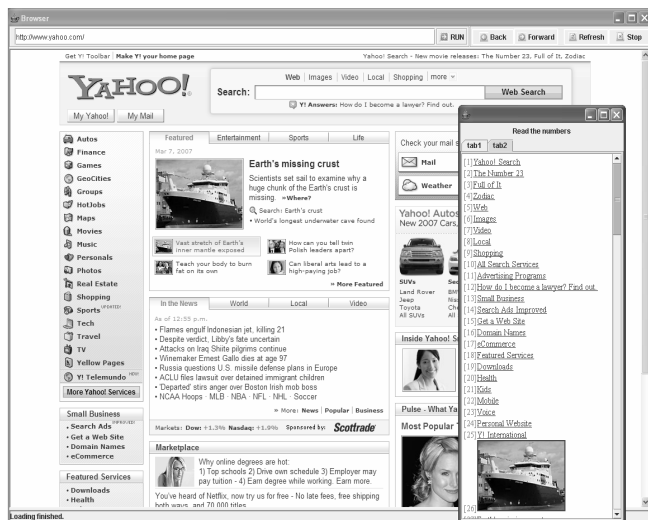 Browser
http://www.yahoo.com/
RUN
Back
Forward
Refresh
Stop
Get Y! Toolbar | Make Y! your home page
Yahoo! Search - New movie releases: The Number 23, Full of It, Zodiac
YAHOO!
Web | Images | Video | Local | Shopping | more
Search:
Web Search
Y! Answers: How do I become a lawyer? Find out.
My Yahoo!
My Mail
Autos
Finance
Games
GeoCities
Groups
HotJobs
Maps
Movies
Music
Personals
Photos
Real Estate
Shopping
Sports UPDATED!
Tech
Travel
TV
Yellow Pages
Y! Telemundo NEW!
More Yahoo! Services
Small Business
• Search Ads IMPROVED!
• Get a Web Site
• Domain Names
• eCommerce
Featured Services
• Downloads
• Health
Featured
Entertainment
Sports
Life
Mar 7, 2007
Earth's missing crust
Scientists set sail to examine why a
huge chunk of the Earth's crust is
missing. »Where?
Search: Earth's crust
• World's longest underwater cave found
Vast stretch of Earth's
inner mantle exposed
How can you tell twin
Polish leaders apart?
Teach your body to burn
fat on its own
Can liberal arts lead to a
high-paying job?
» More Featured
In the News
World
Local
Video
As of 12:55 p.m.
• Flames engulf Indonesian jet, killing 21
• Despite verdict, Libby's fate uncertain
• Attacks on Iraq Shiite pilgrims continue
• Winemaker Ernest Gallo dies at age 97
• Russia questions U.S. missile defense plans in Europe
• ACLU files lawsuit over detained immigrant children
• 'Departed' stirs anger over Boston Irish mob boss
• NCAA Hoops · MLB · NBA · NFL · NHL · Soccer
» More: News | Popular | Business
Markets: Dow: +1.3% Nasdaq: +1.9% Sponsored by: Scottrade
Marketplace
Why online degrees are hot:
1) Top schools 2) Drive own schedule 3) Employer may
pay tuition - 4) Earn degree while working. Earn more.
You've heard of Netflix, now try us for free - No late fees, free shipping
both ways, and 70,000 titles
Check your mail s
Mail
Weather
Yahoo! Autos
New 2007 Cars,
SUVs
Land Rover
Jeep
Toyota
All SUVs
Sed
BM
Nis
Che
All
Inside Yahoo! S
Pulse - What Ya
Most Popular T
Read the numbers
tab1
tab2
[1]Yahoo! Search
[2]The Number 23
[3]Full of It
[4]Zodiac
[5]Web
[6]Images
[7]Video
[8]Local
[9]Shopping
[10]All Search Services
[11]Advertising Programs
[12]How do I become a lawyer? Find out.
[13]Small Business
[14]Search Ads Improved
[15]Get a Web Site
[16]Domain Names
[17]eCommerce
[18]Featured Services
[19]Downloads
[20]Health
[21]Kids
[22]Mobile
[23]Voice
[24]Personal Website
[25]Y! International
[26]
Loading finished.